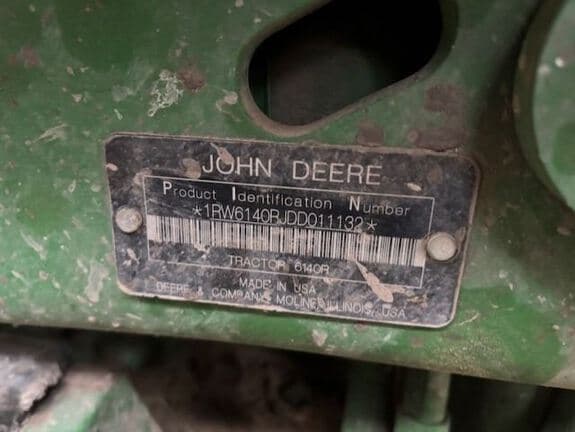 JOHN DEERE
Product Identification Number
*1RW6140RJDD011132*
TRACTOR 6140R
MADE IN USA
DEERE & COMPANY MOLINE ILLINOIS USA